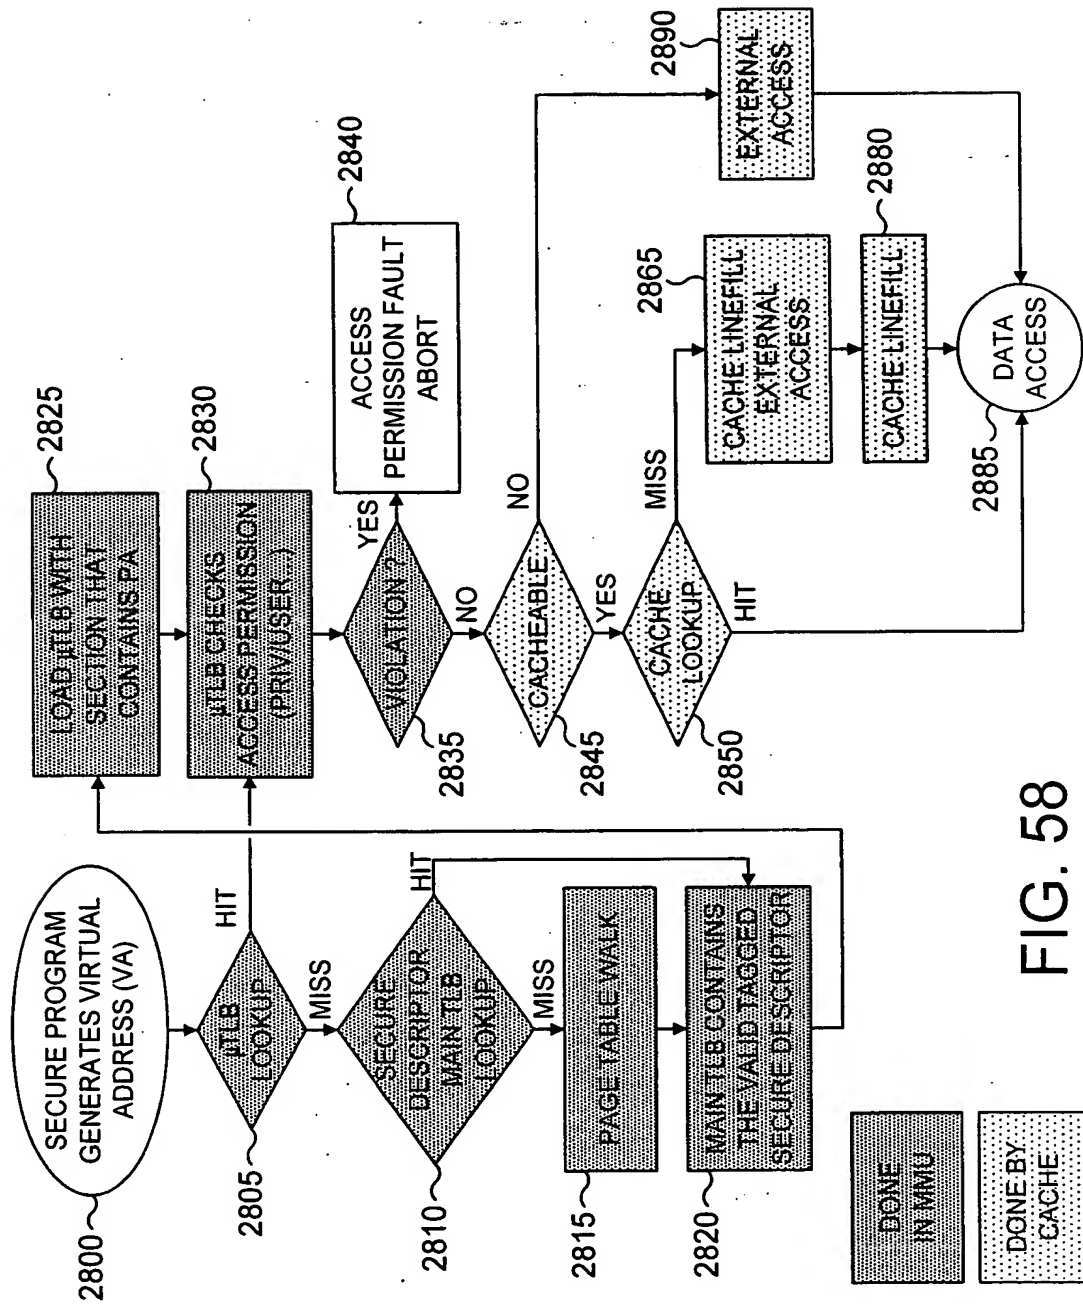 2800
SECURE PROGRAM
GENERATES VIRTUAL
ADDRESS (VA)
2805
µTLB
LOOKUP
HIT
MISS
2810
SECURE
DESCRIPTOR
MAIN TLB
LOOKUP
HIT
MISS
2815
PAGE TABLE WALK
2820
MAIN TLB CONTAINS
THE VALID TAGGED
SECURE DESCRIPTOR
2825
LOAD µTLB WITH
SECTION THAT
CONTAINS PA
2830
µTLB CHECKS
ACCESS PERMISSION
(PRIV/USER...)
2835
VIOLATION ?
YES
NO
2840
ACCESS
PERMISSION FAULT
ABORT
2845
CACHEABLE
NO
YES
2850
CACHE
LOOKUP
MISS
HIT
2865
CACHE LINEFILL
EXTERNAL
ACCESS
2880
CACHE LINEFILL
2890
EXTERNAL
ACCESS
2885
DATA
ACCESS
DONE
IN MMU
DONE BY
CACHE
FIG. 58